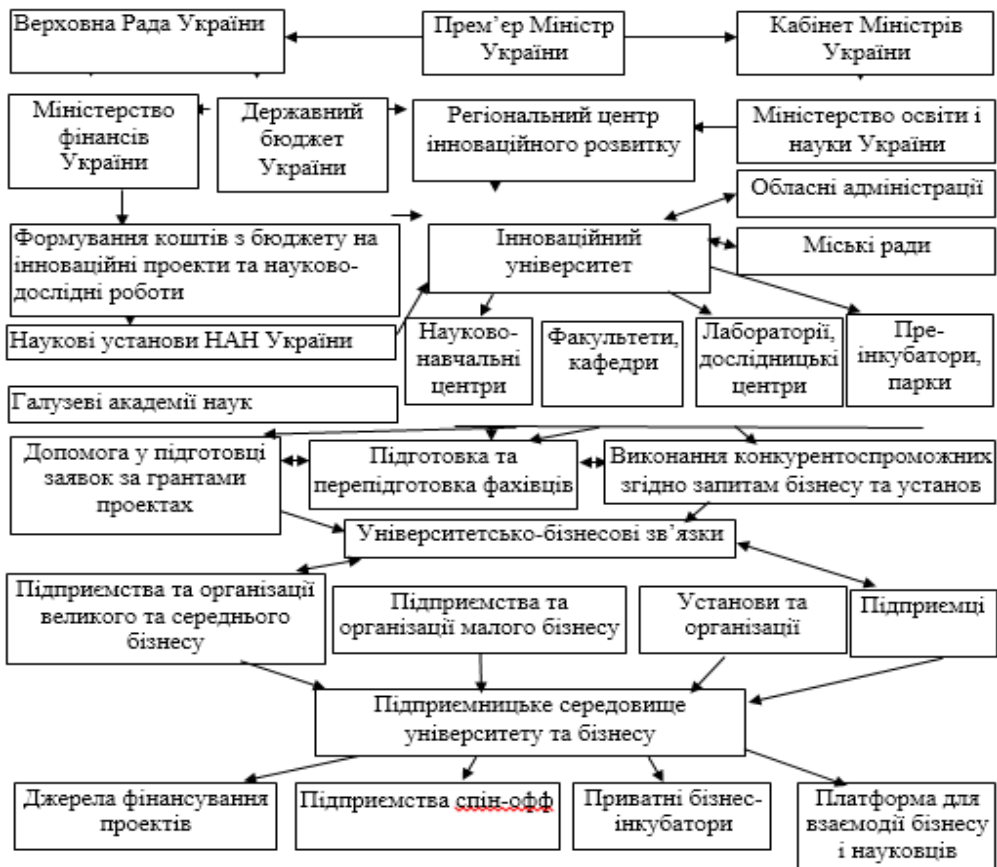 Верховна Рада України
Прем’єр Міністр
України
Кабінет Міністрів
України
Міністерство
фінансів
України
Державний
бюджет
України
Регіональний центр
інноваційного розвитку
Міністерство освіти і
науки України
Обласні адміністрації
Формування коштів з бюджету на
інноваційні проекти та науково-
дослідні роботи
Інноваційний
університет
Міські ради
Наукові установи НАН України
Науково-
навчальні
центри
Факультети,
кафедри
Лабораторії,
дослідницькі
центри
Пре-
інкубатори,
парки
Галузеві академії наук
Допомога у підготовці
заявок за грантами
проектах
Підготовка та
перепідготовка фахівців
Виконання конкурентоспроможних
згідно запитам бізнесу та установ
Університетсько-бізнесові зв’язки
Підприємства та організації
великого та середнього
бізнесу
Підприємства та
організації малого бізнесу
Установи та
організації
Підприємці
Підприємницьке середовище
університету та бізнесу
Джерела фінансування
проектів
Підприємства спін-офф
Приватні бізнес-
інкубатори
Платформа для
взаємодії бізнесу
і науковців